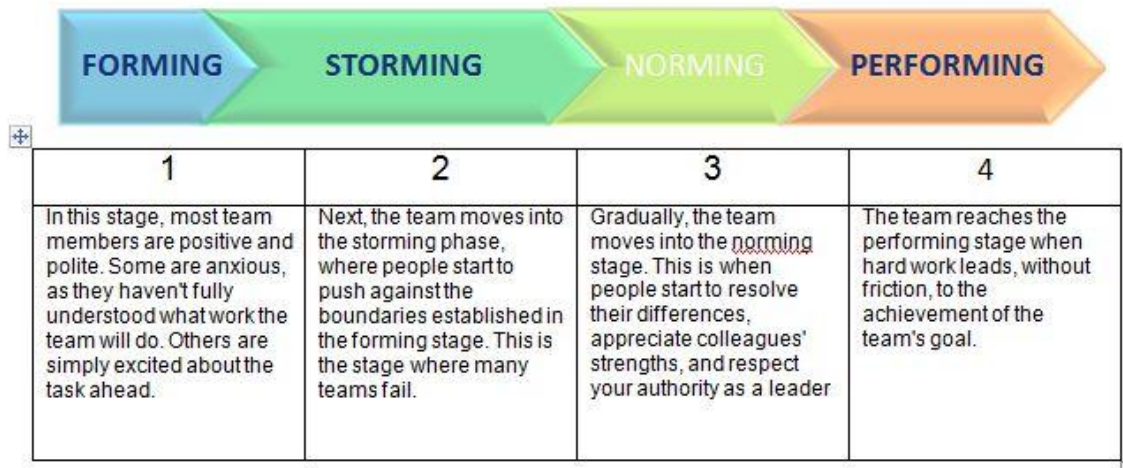 FORMING STORMING NORMING PERFORMING
1 2 3 4
In this stage, most team
members are positive and
polite. Some are anxious,
as they haven't fully
understood what work the
team will do. Others are
simply excited about the
task ahead.
Next, the team moves into
the storming phase,
where people start to
push against the
boundaries established in
the forming stage. This is
the stage where many
teams fail.
Gradually, the team
moves into the norming
stage. This is when
people start to resolve
their differences,
appreciate colleagues'
strengths, and respect
your authority as a leader
The team reaches the
performing stage when
hard work leads, without
friction, to the
achievement of the
team's goal.